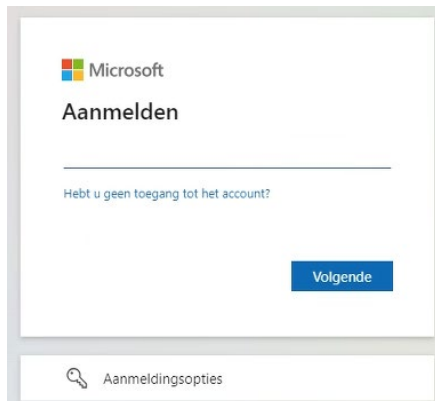 Microsoft
Aanmelden
Hebt u geen toegang tot het account?
Volgende
Aanmeldingsopties